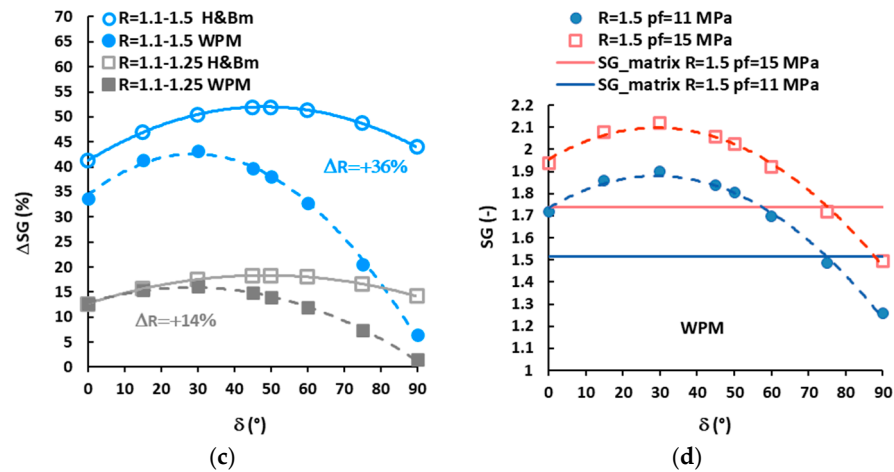 R=1.1-1.5 H&Bm
R=1.1-1.5 WPM
R=1.1-1.25 H&Bm
R=1.1-1.25 WPM
80
75
70
65
60
55
50
45
40
35
30
25
20
15
10
5
0
ΔSG (%)
ΔR=+36%
ΔR=+14%
0 10 20 30 40 50 60 70 80 90
δ (°)
(c)
R=1.5 pf=11 MPa
R=1.5 pf=15 MPa
SG_matrix R=1.5 pf=15 MPa
SG_matrix R=1.5 pf=11 MPa
2.2
2.1
2
1.9
1.8
1.7
1.6
1.5
1.4
1.3
1.2
1.1
1
SG (-)
WPM
0 10 20 30 40 50 60 70 80 90
δ (°)
(d)